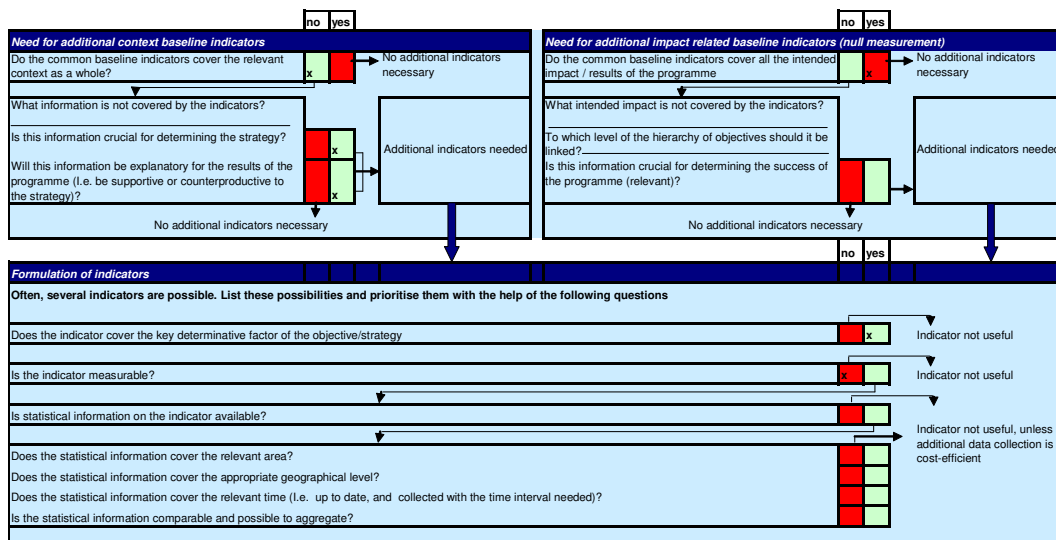 no yes
Need for additional context baseline indicators
Do the common baseline indicators cover the relevant
context as a whole?
x
No additional indicators
necessary
What information is not covered by the indicators?
Is this information crucial for determining the strategy?
x
Will this information be explanatory for the results of the
programme (I.e. be supportive or counterproductive to
the strategy)?
x
Additional indicators needed
No additional indicators necessary
no yes
Need for additional impact related baseline indicators (null measurement)
Do the common baseline indicators cover all the intended
impact / results of the programme
x
No additional indicators
necessary
What intended impact is not covered by the indicators?
To which level of the hierarchy of objectives should it be
linked?
Is this information crucial for determining the success of
the programme (relevant)?
Additional indicators needed
No additional indicators necessary
no yes
Formulation of indicators
Often, several indicators are possible. List these possibilities and prioritise them with the help of the following questions
Does the indicator cover the key determinative factor of the objective/strategy
x
Indicator not useful
Is the indicator measurable?
x
Indicator not useful
Is statistical information on the indicator available?
Indicator not useful, unless
additional data collection is
cost-efficient
Does the statistical information cover the relevant area?
Does the statistical information cover the appropriate geographical level?
Does the statistical information cover the relevant time (I.e. up to date, and collected with the time interval needed)?
Is the statistical information comparable and possible to aggregate?